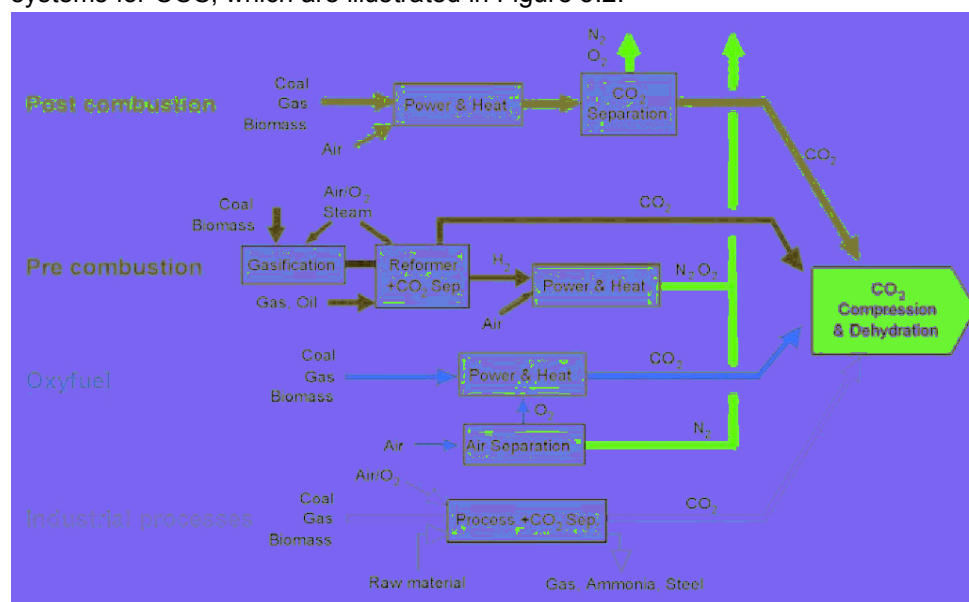 systems for CCS, which are illustrated in Figure
N2
O2
Coal
Gas
Biomass
Air
Post combustion
Power & Heat
CO2
Separation
CO2
Air/O2
Steam
Coal
Biomass
CO2
Pre combustion
Gasification
Reformer
+CO2 Sep
H2
Power & Heat
N2 O2
Gas, Oil
Air
CO2
Compression
& Dehydration
Oxyfuel
Coal
Gas
Biomass
Power & Heat
CO2
O2
Air
Air Separation
N2
Air/O2
Industrial processes
Coal
Gas
Biomass
Process +CO2 Sep.
CO2
Raw material
Gas, Ammonia, Steel